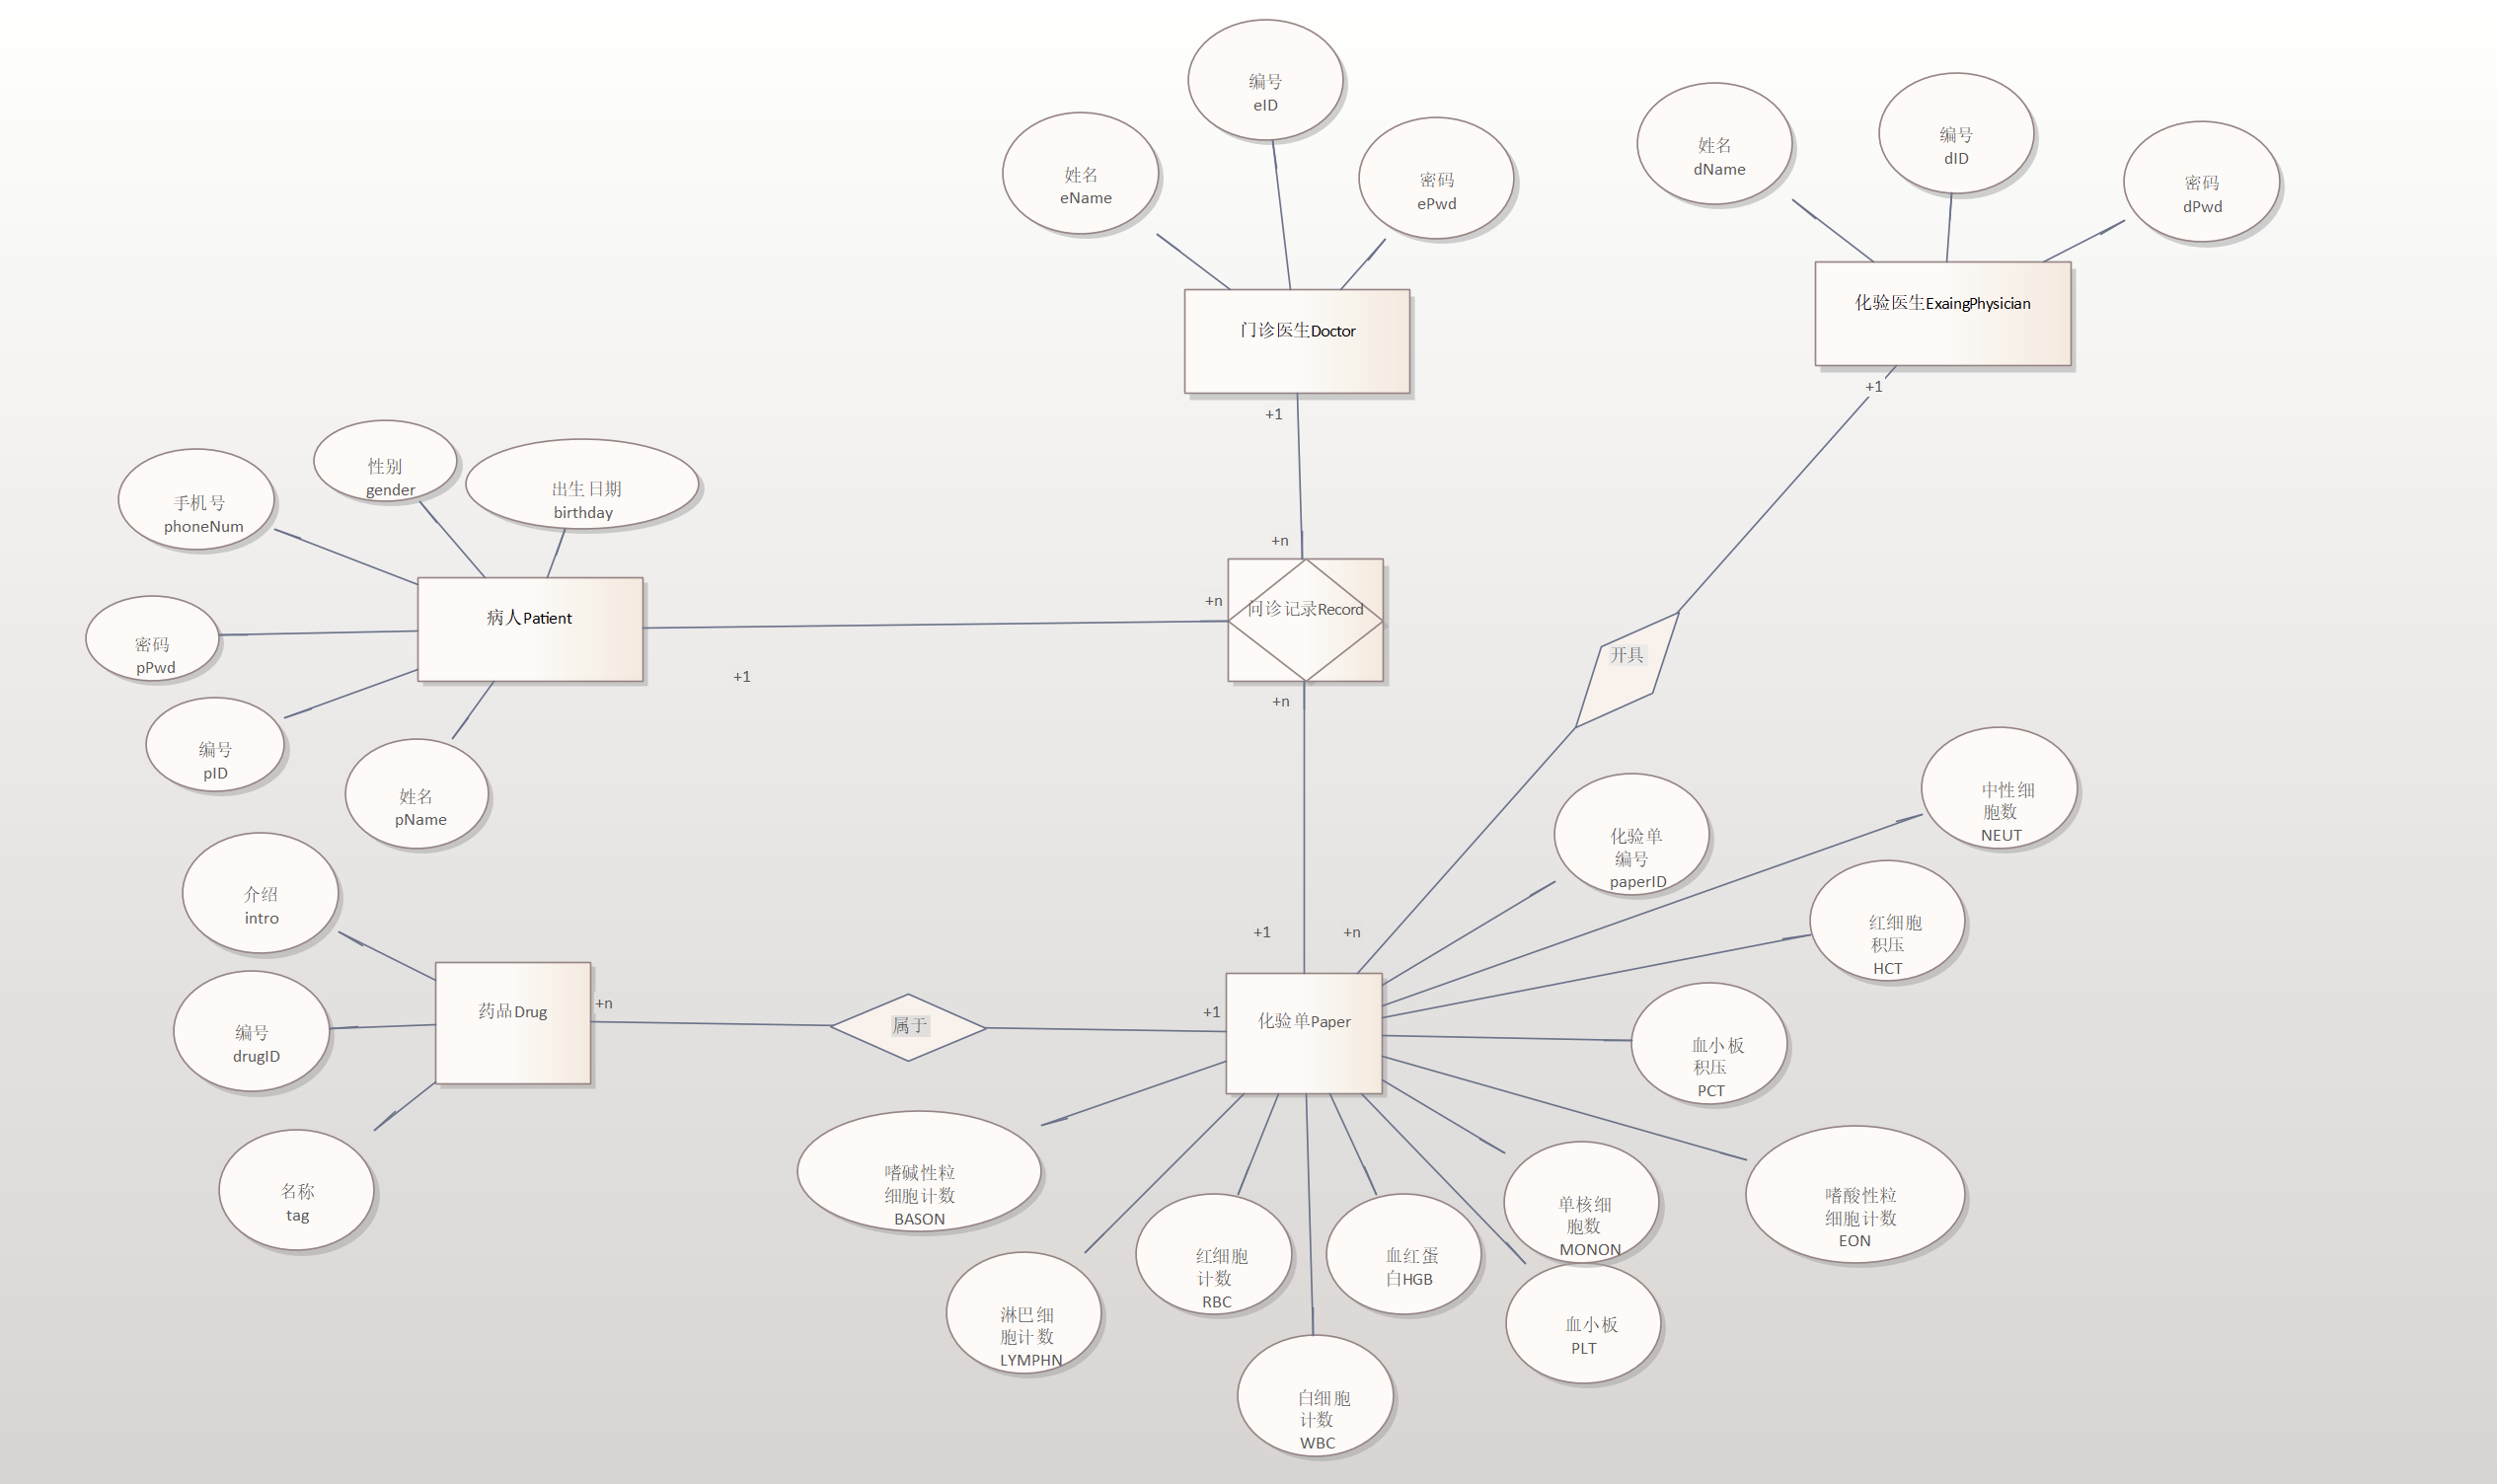 编号
eID
姓名
eName
密码
ePwd
姓名
dName
编号
dID
密码
dPwd
门诊医生Doctor
化验医生ExaingPhysician
+1
+1
手机号
phoneNum
性别
gender
出生日期
birthday
密码
pPwd
病人Patient
编号
pID
姓名
pName
+1
+n
+n
问诊记录Record
+n
开具
介绍
intro
编号
drugID
名称
tag
药品Drug
+n
属于
+1
+1
+n
化验单Paper
化验单
编号
paperID
中性细
胞数
NEUT
红细胞
积压
HCT
血小板
积压
PCT
嗜酸性粒
细胞计数
EON
单核细
胞数
MONON
血小板
PLT
血红蛋
白HGB
白细胞
计数
WBC
红细胞
计数
RBC
淋巴细
胞计数
LYMPHN
嗜碱性粒
细胞计数
BASON